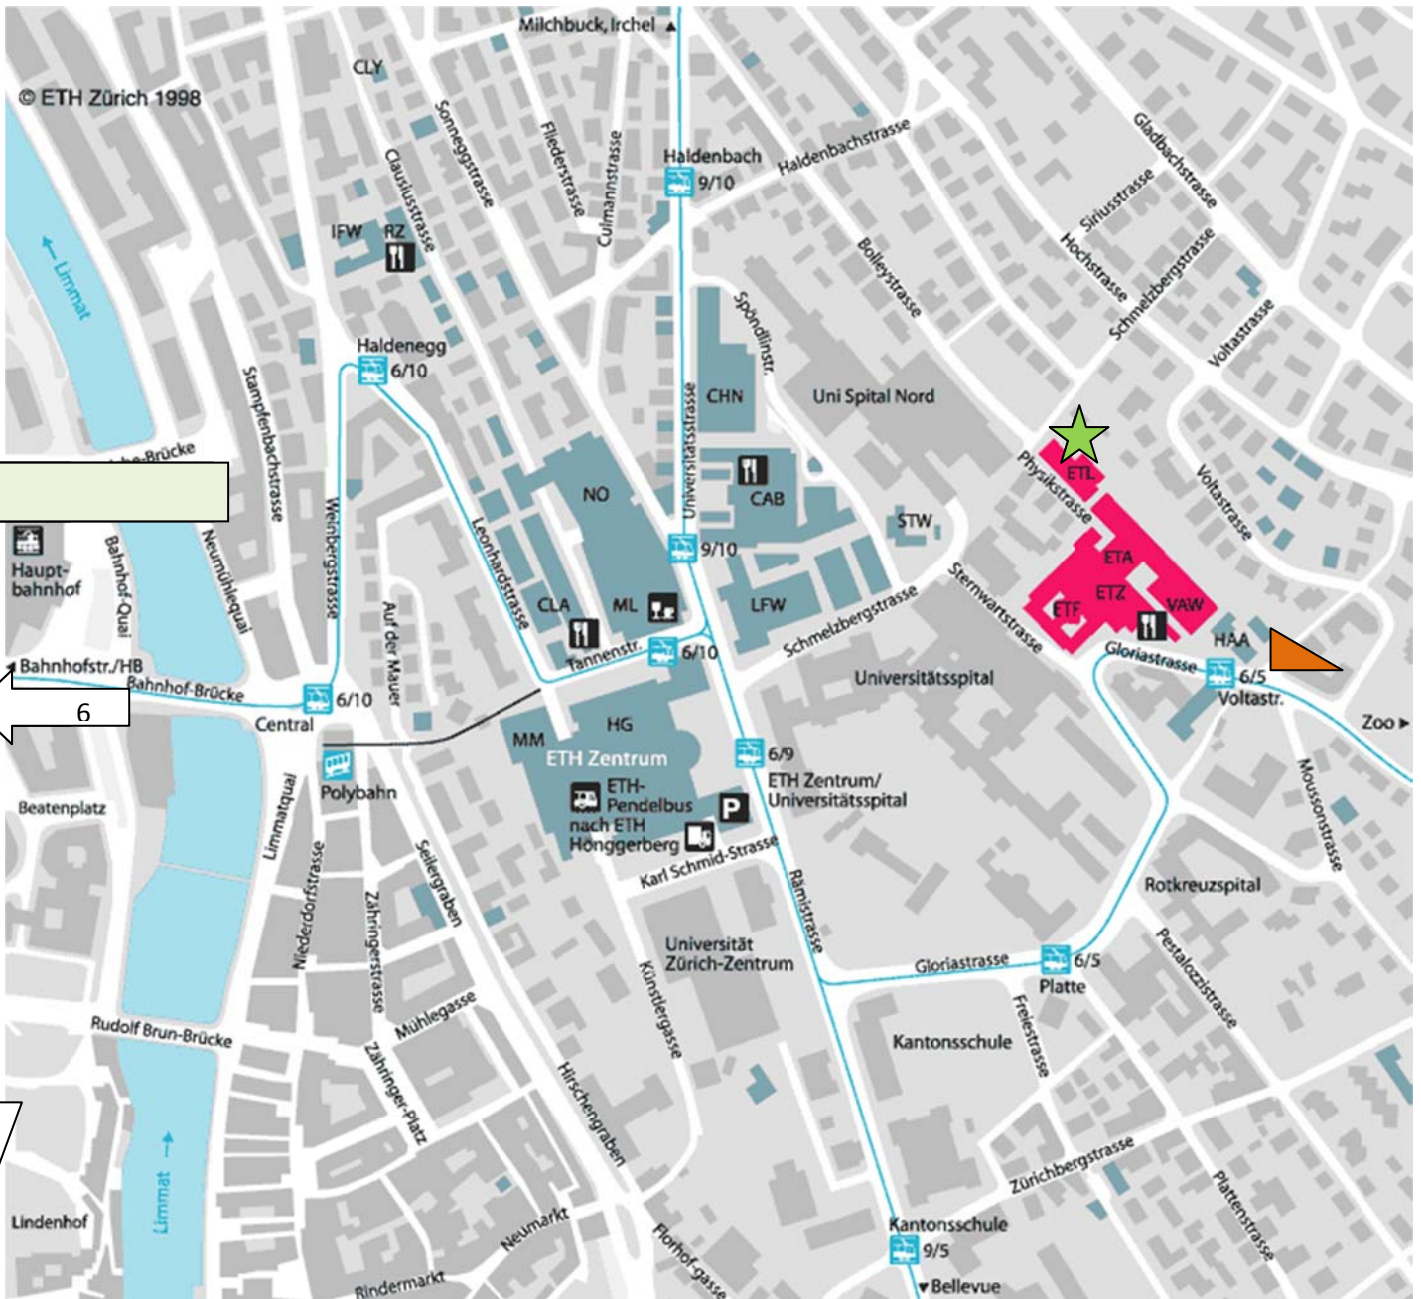 Milchbuck, Irchel ▲
CLY
© ETH Zürich 1998
Sonneggstrasse
Fliederstrasse
Culmannstrasse
Clausiusstrasse
Haldenbach
9/10
Haldenbachstrasse
Gladbachstrasse
Siriusstrasse
Hochstrasse
Schmelzbergstrasse
Voltastrasse
Bolleystrasse
IFW
RZ
← Limmat
Spöndlinstr.
Haldenegg
6/10
Stampfenbachstrasse
CHN
Uni Spital Nord
Universitätsstrasse
-Brücke
ETL
Physikstrasse
Voltastrasse
NO
CAB
STW
Weinbergstrasse
Leonhardstrasse
9/10
ETA
ETZ
ETF
VAW
Haupt-
bahnhof
Bahnhof-Quai
Neumühlequai
Auf der Mauer
CLA
ML
LFW
Schmelzbergstrasse
Sternwartstrasse
HAA
Tannenstr.
6/10
Gloriastrasse
6/5
Voltastr.
Bahnhofstr./HB
Bahnhof-Brücke
6
6/10
Central
Universitätsspital
Zoo ►
MM
HG
ETH Zentrum
6/9
ETH Zentrum/
Universitätsspital
Polybahn
ETH-
Pendelbus
nach ETH
Hönggerberg
P
Karl Schmid-Strasse
Beatenplatz
Limmatquai
Niederdorfstrasse
Zähringerstrasse
Seilergraben
Moussonstrasse
Rämistrasse
Rotkreuzspital
Universität
Zürich-Zentrum
Gloriastrasse
6/5
Platte
Pestalozzistrasse
Künstlergasse
Mühlegasse
Rudolf Brun-Brücke
Zähringer-Platz
Freiestrasse
Kantonsschule
Hirschengraben
Limmat →
Lindenhof
Zürichbergstrasse
Plattenstrasse
Neumarkt
Florhof-gasse
Rindermarkt
Kantonsschule
9/5
▼Bellevue